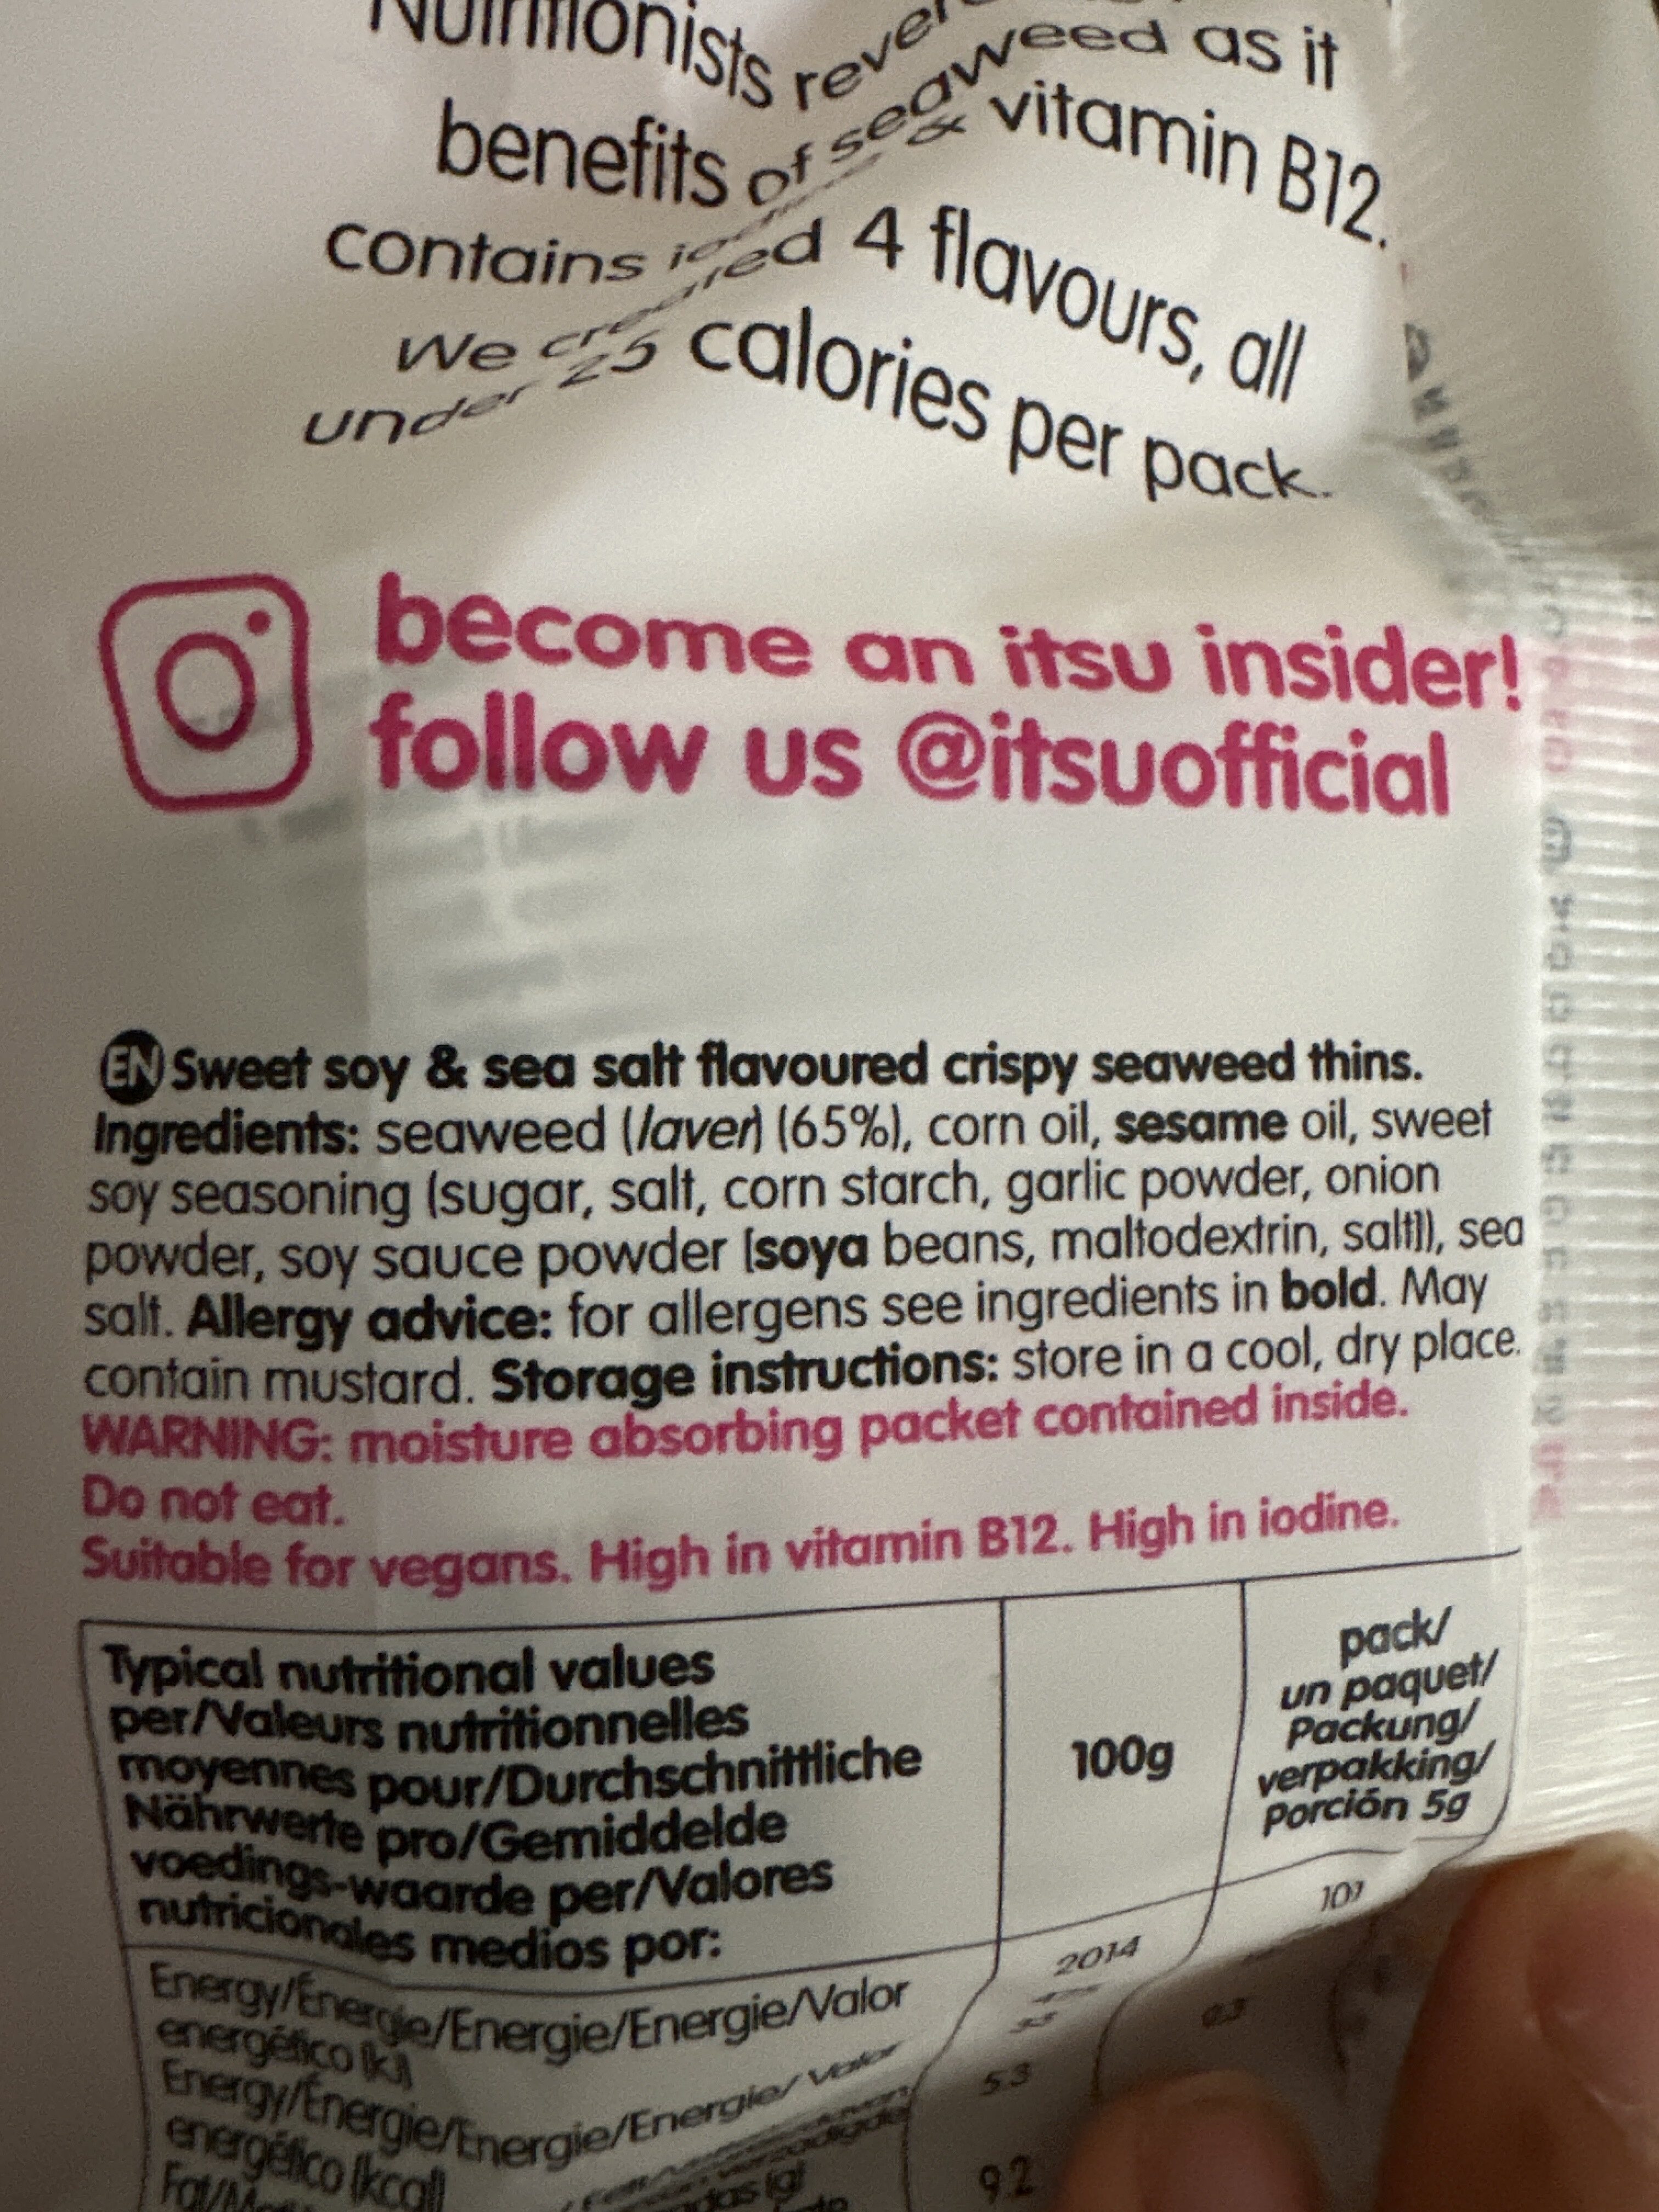 Nutritionists
benefits of seaweed as it
contains & vitamin B12.
We created 4 flavours, all
under 25 calories per pack.
become an itsu insider!
follow us @itsuofficial
EN Sweet soy & sea salt flavoured crispy seaweed thins.
Ingredients: seaweed (laver) (65%), corn oil, sesame oil, sweet
soy seasoning (sugar, salt, corn starch, garlic powder, onion
powder, soy sauce powder [soya beans, maltodextrin, salt]), sea
salt. Allergy advice: for allergens see ingredients in bold. May
contain mustard. Storage instructions: store in a cool, dry place.
WARNING: moisture absorbing packet contained inside.
Do not eat.
Suitable for vegans. High in vitamin B12. High in iodine.
Typical nutritional values
per/Valeurs nutritionnelles
moyennes pour/Durchschnittliche
Nährwerte pro/Gemiddelde
voedings-waarde per/Valores
nutricionales medios por:
100g
pack/
un paquet/
Packung/
verpakking/
Porción 5g
Energy/Énergie/Energie/Energie/Valor
energético (kJ)
2014
101
Energy/Énergie/Energie/Energie/ Valor
energético (kcal)
5.3
9.2